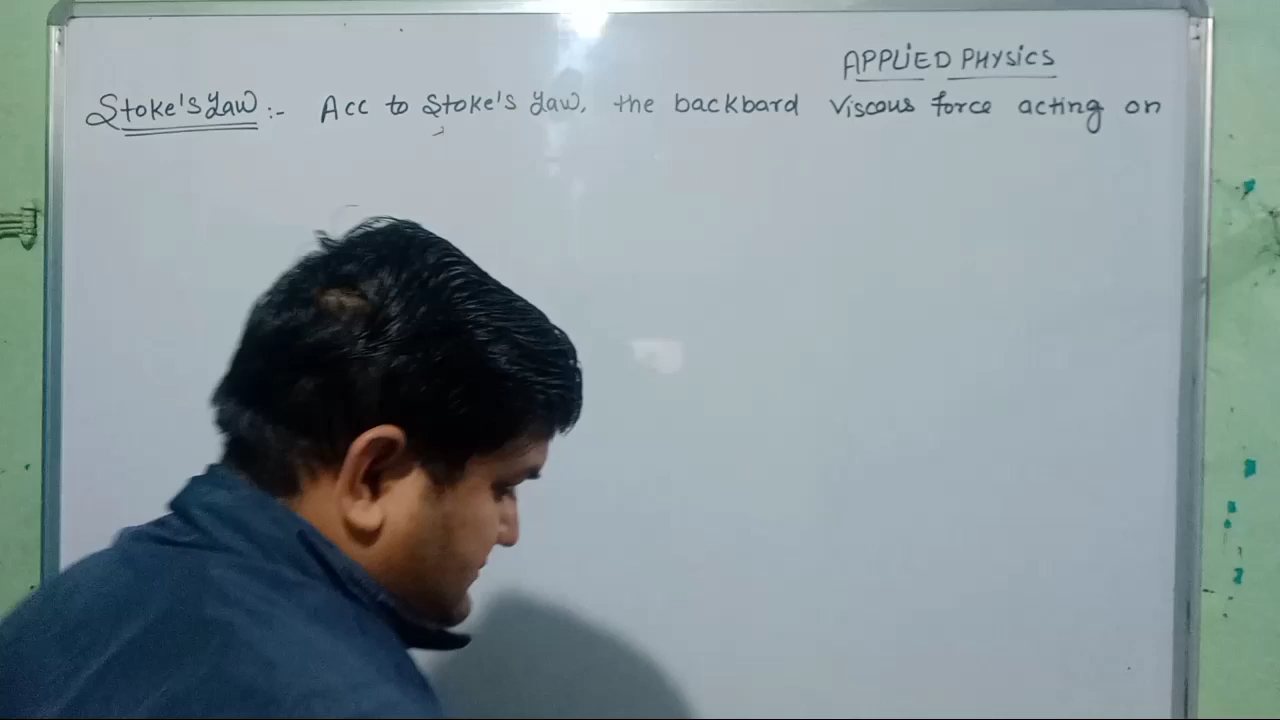 APPLIED PHYSICS
Stoke's Law :- Acc to Stoke's Law, the backbard Viscous force acting on